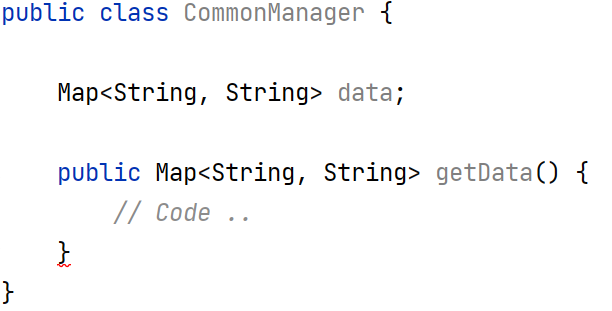 public class CommonManager {
Map<String, String> data;
public Map<String, String> getData() {
// Code ..
}
}